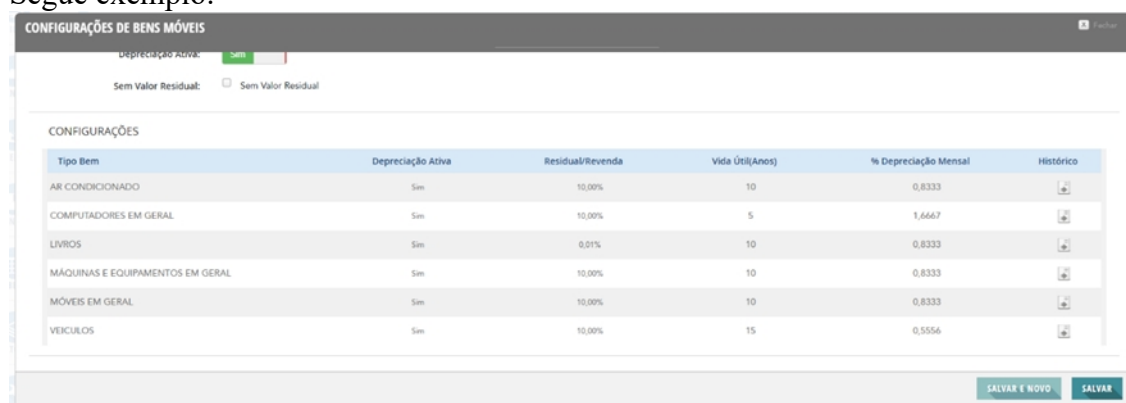 Segue exemplo:
CONFIGURAÇÕES DE BENS MÓVEIS
Fechar
Depreciação Ativa: Sim
Sem Valor Residual: Sem Valor Residual
CONFIGURAÇÕES
Tipo Bem Depreciação Ativa Residual/Revenda Vida Útil(Anos) % Depreciação Mensal Histórico
AR CONDICIONADO Sim 10,00% 10 0,8333
COMPUTADORES EM GERAL Sim 10,00% 5 1,6667
LIVROS Sim 0,01% 10 0,8333
MÁQUINAS E EQUIPAMENTOS EM GERAL Sim 10,00% 10 0,8333
MÓVEIS EM GERAL Sim 10,00% 10 0,8333
VEICULOS Sim 10,00% 15 0,5556
SALVAR E NOVO SALVAR